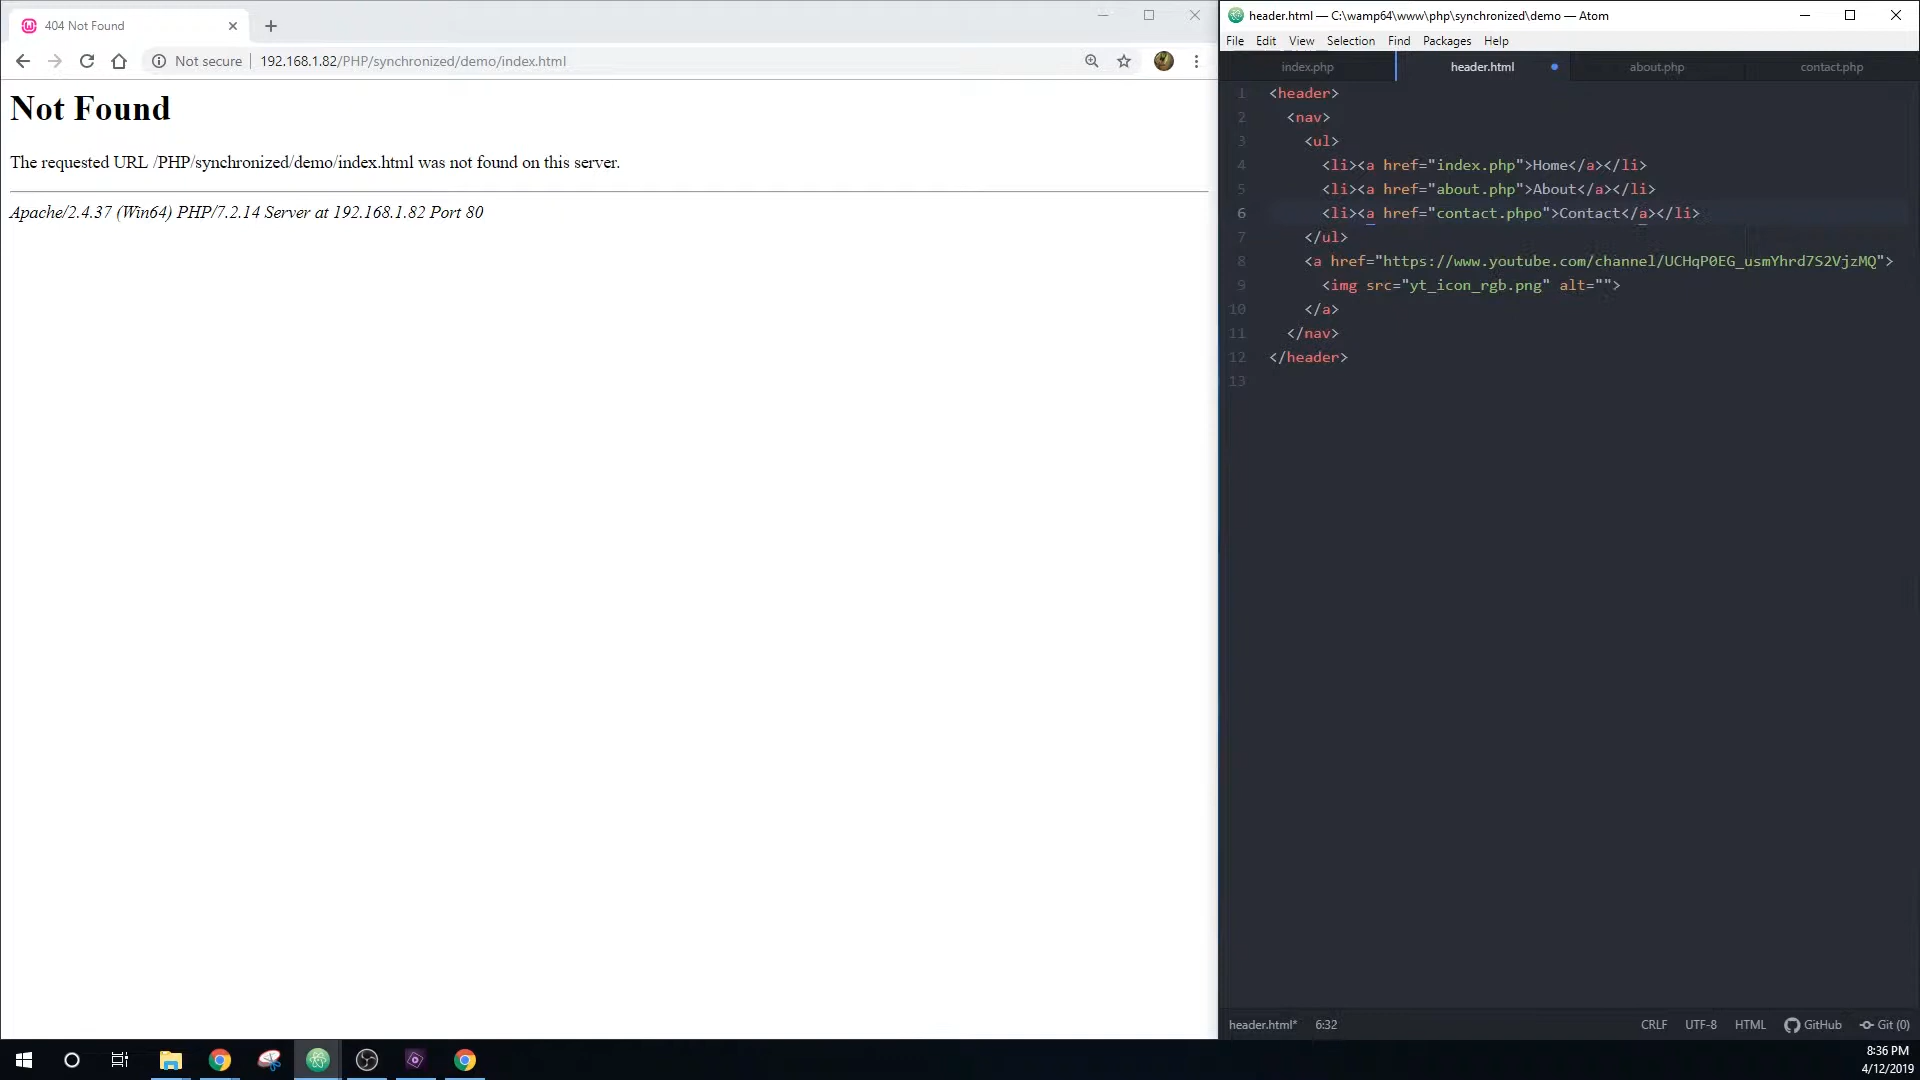 404 Not Found
Not secure
192.168.1.82/PHP/synchronized/demo/index.html
Not Found
The requested URL /PHP/synchronized/demo/index.html was not found on this server.
Apache/2.4.37 (Win64) PHP/7.2.14 Server at 192.168.1.82 Port 80
header.html — C:\wamp64\www\php\synchronized\demo — Atom
File Edit View Selection Find Packages Help
index.php header.html about.php contact.php
1 <header>
2 <nav>
3 <ul>
4 <li><a href="index.php">Home</a></li>
5 <li><a href="about.php">About</a></li>
6 <li><a href="contact.phpo">Contact</a></li>
7 </ul>
8 <a href="https://www.youtube.com/channel/UCHqP0EG_usmYhrd7S2VjzMQ">
9 <img src="yt_icon_rgb.png" alt="">
10 </a>
11 </nav>
12 </header>
13
header.html* 6:32 CRLF UTF-8 HTML GitHub Git (0)
8:36 PM
4/12/2019